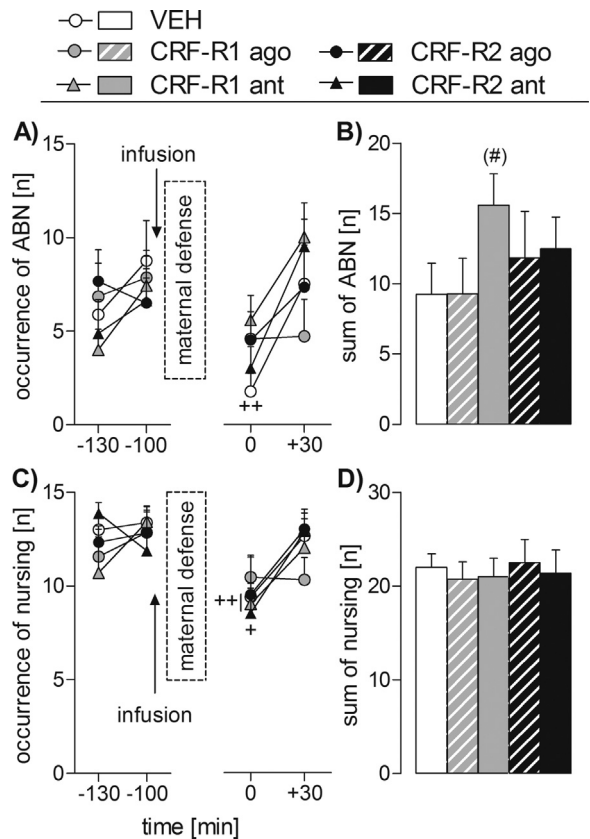 VEH
CRF-R1 ago CRF-R2 ago
CRF-R1 ant CRF-R2 ant
A) B)
occurrence of ABN [n]
15
10
5
0
infusion
maternal defense
++
-130 -100 0 +30
sum of ABN [n]
20
15
10
5
0
(#)
C) D)
occurrence of nursing [n]
15
10
5
0
maternal defense
infusion
++
+
-130 -100 0 +30
time [min]
sum of nursing [n]
30
20
10
0